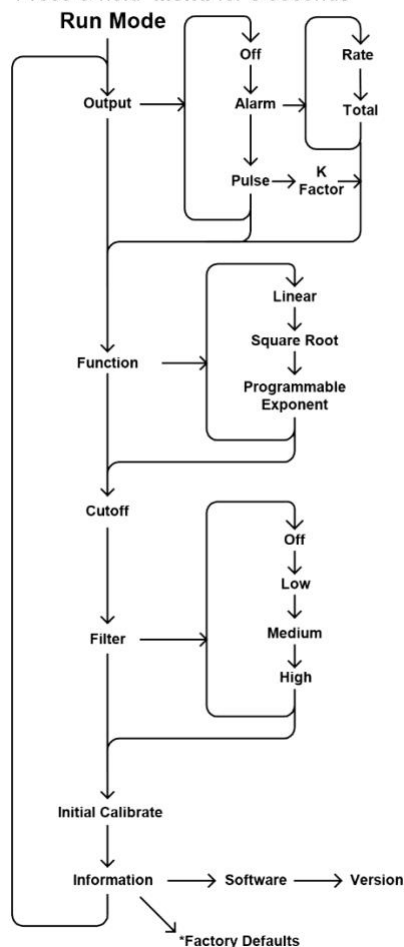 Run Mode
Off
Rate
Output
Alarm
Total
Pulse
K
Factor
Linear
Function
Square Root
Programmable
Exponent
Cutoff
Off
Low
Filter
Medium
High
Initial Calibrate
Information
Software
Version
*Factory Defaults